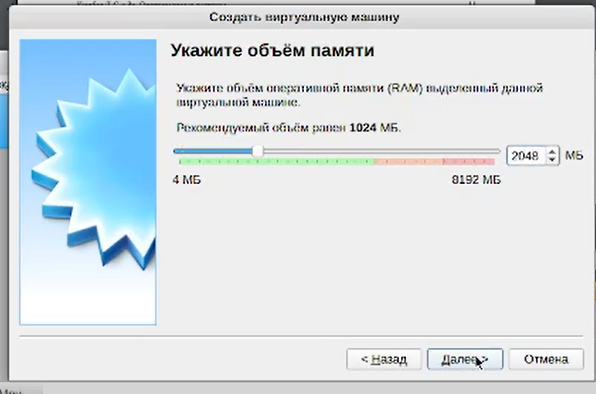 Создать виртуальную машину
Укажите объём памяти
Укажите объём оперативной памяти (RAM) выделенный данной
виртуальной машине.
Рекомендуемый объём равен 1024 МБ.
2048 МБ
4 МБ 8192 МБ
< Назад Далее > Отмена